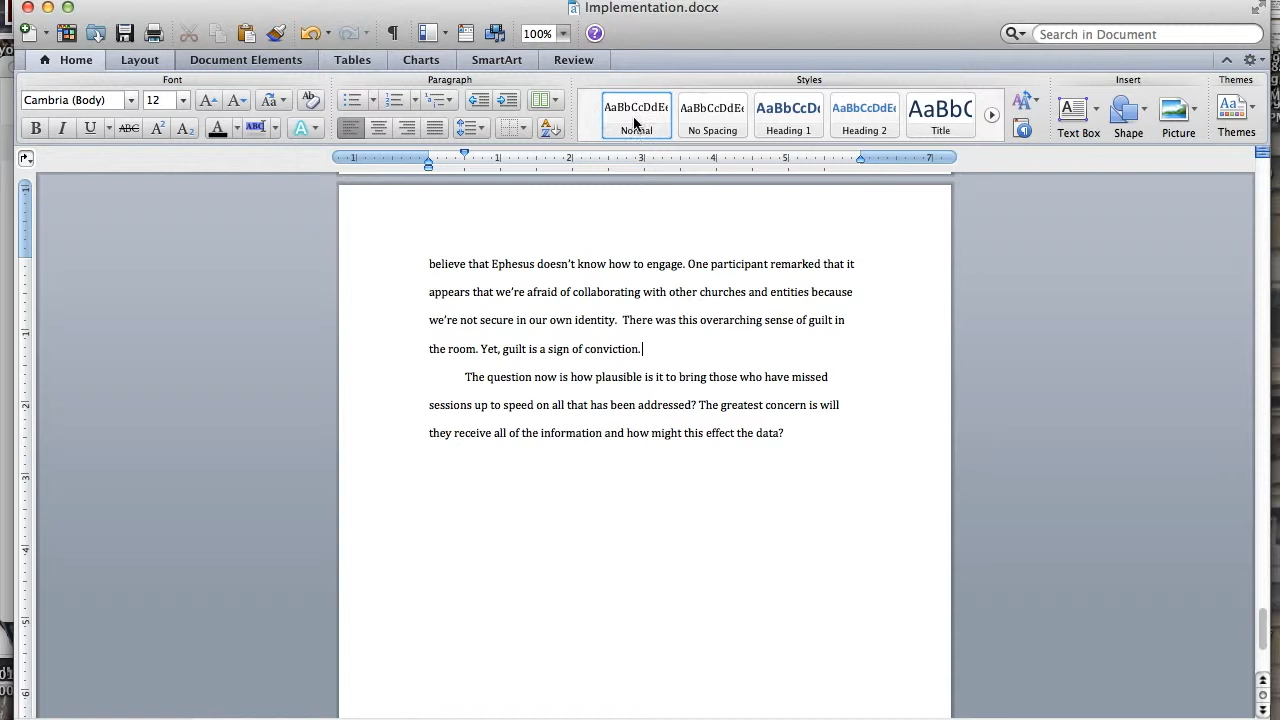 Implementation.docx
100%
Search in Document
Home Layout Document Elements Tables Charts SmartArt Review
Font Paragraph Styles Insert Themes
Cambria (Body) 12
AaBbCcDdEe AaBbCcDdEe AaBbCcDc AaBbCcDdEe AaBbC
Normal No Spacing Heading 1 Heading 2 Title
Text Box Shape Picture Themes
B I U ABC A² A₂ A ABC A
believe that Ephesus doesn’t know how to engage. One participant remarked that it
appears that we’re afraid of collaborating with other churches and entities because
we’re not secure in our own identity.  There was this overarching sense of guilt in
the room. Yet, guilt is a sign of conviction.
The question now is how plausible is it to bring those who have missed
sessions up to speed on all that has been addressed? The greatest concern is will
they receive all of the information and how might this effect the data?